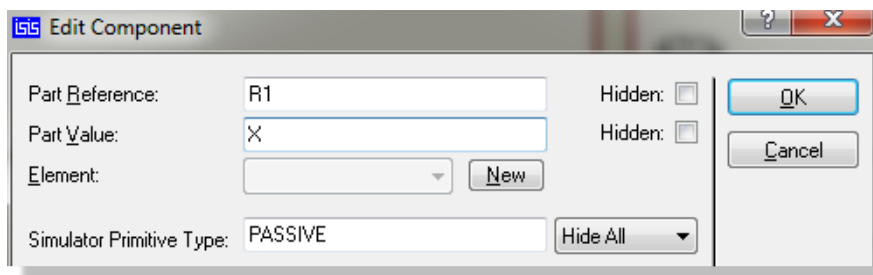 isis Edit Component ? X
Part Reference: R1 Hidden: OK
Part Value: X Hidden:
Cancel
Element: New
Simulator Primitive Type: PASSIVE Hide All